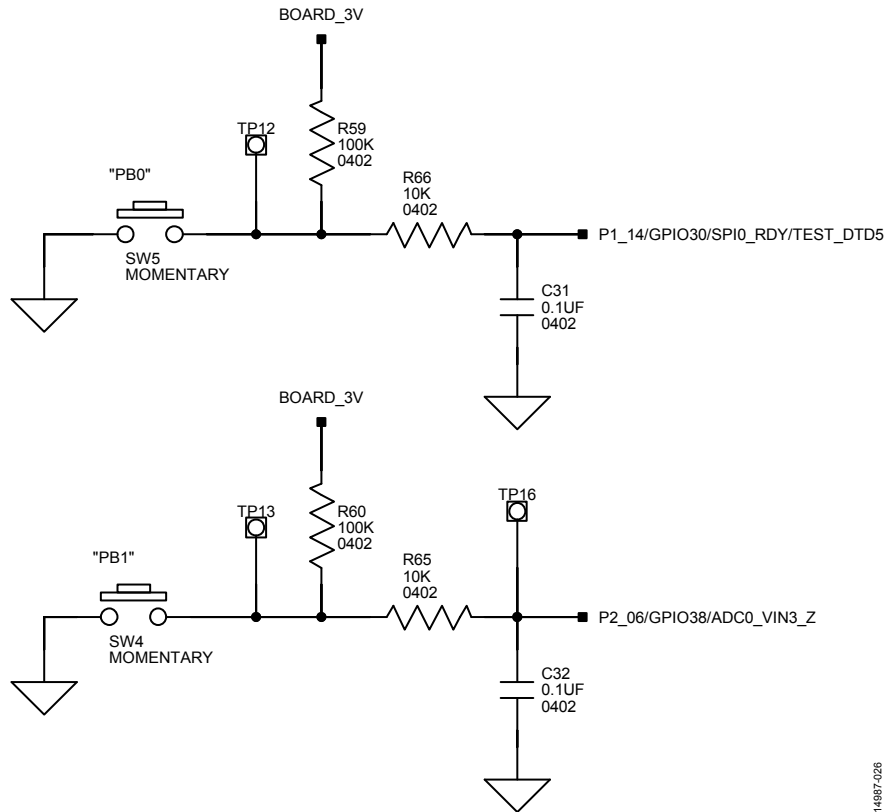 BOARD_3V
TP12
R59
100K
0402
"PB0"
R66
10K
0402
P1_14/GPIO30/SPI0_RDY/TEST_DTD5
SW5
MOMENTARY
C31
0.1UF
0402
BOARD_3V
TP13
R60
100K
0402
TP16
"PB1"
R65
10K
0402
P2_06/GPIO38/ADC0_VIN3_Z
SW4
MOMENTARY
C32
0.1UF
0402
14987-026